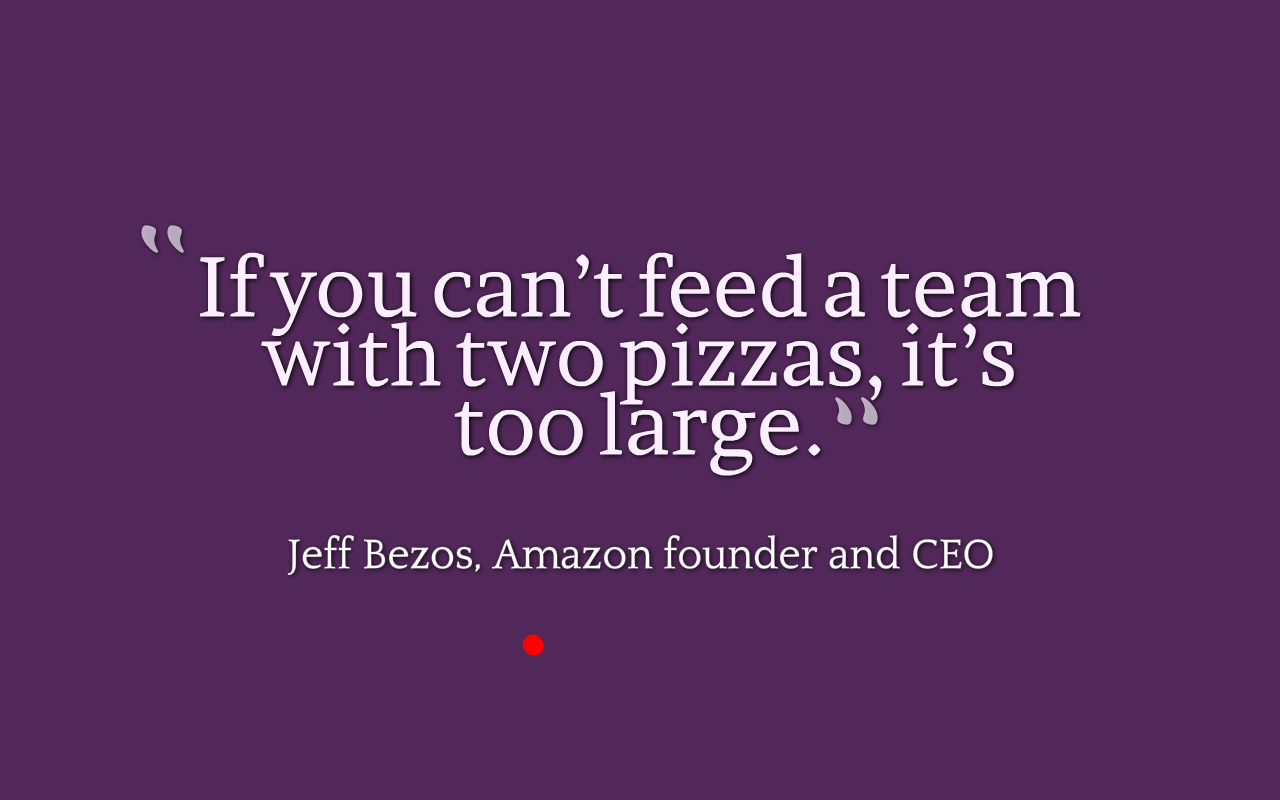 “If you can’t feed a team
with two pizzas, it’s
too large.”
Jeff Bezos, Amazon founder and CEO